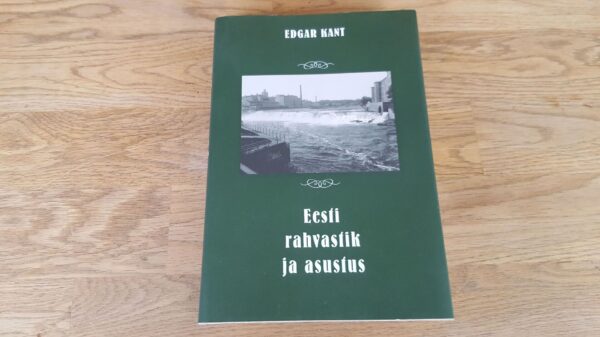 EDGAR KANT
Eesti
rahvastik
ja asustus